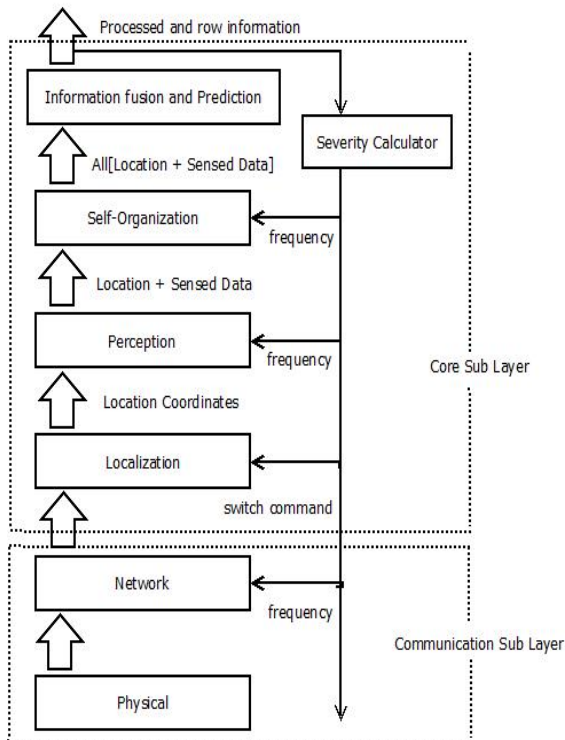 Processed and row information
Information fusion and Prediction
Severity Calculator
All[Location + Sensed Data]
Self-Organization
frequency
Location + Sensed Data
Perception
frequency
Core Sub Layer
Location Coordinates
Localization
switch command
Network
frequency
Communication Sub Layer
Physical